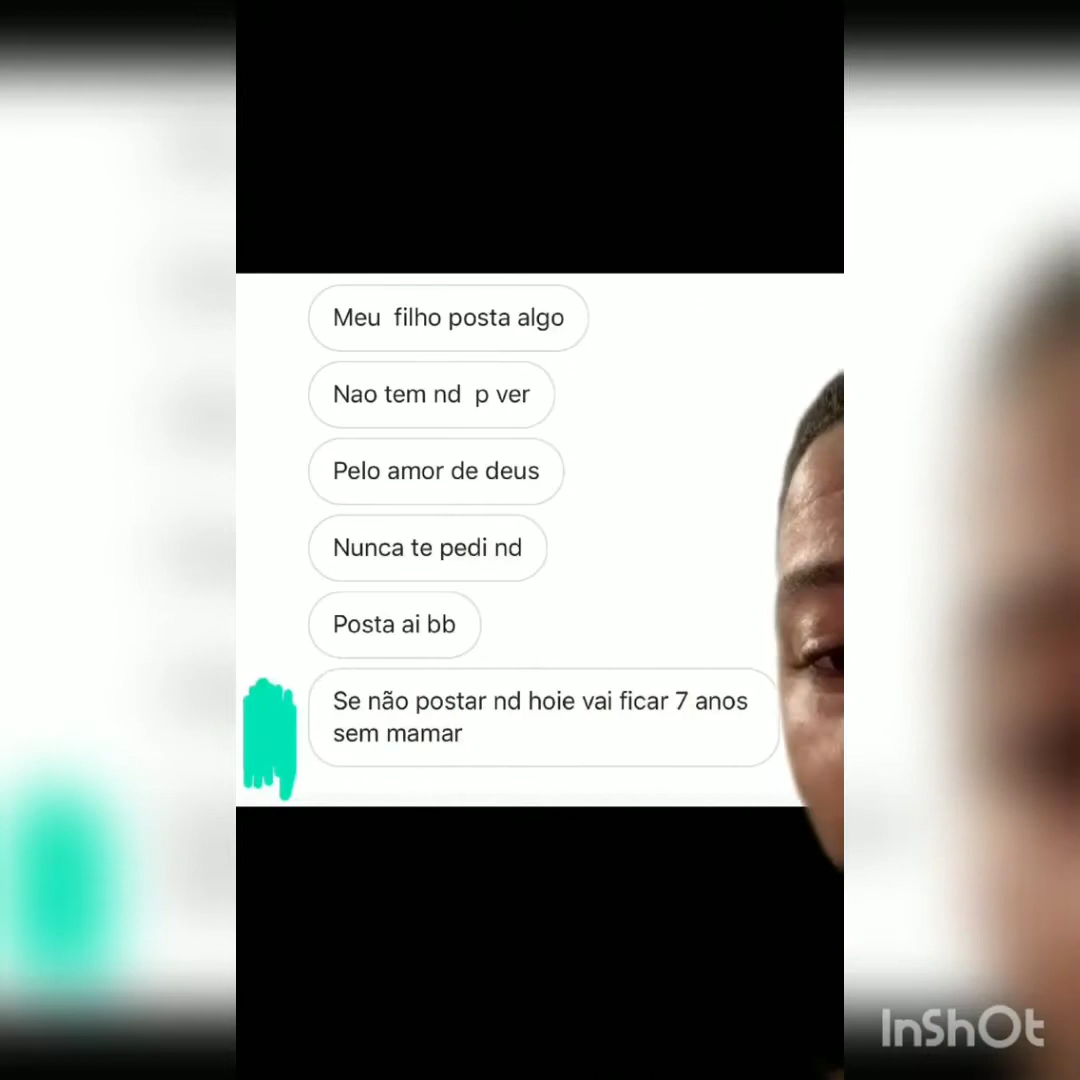 Meu filho posta algo
Nao tem nd p ver
Pelo amor de deus
Nunca te pedi nd
Posta ai bb
Se não postar nd hoje vai ficar 7 anos
sem mamar
InShOt